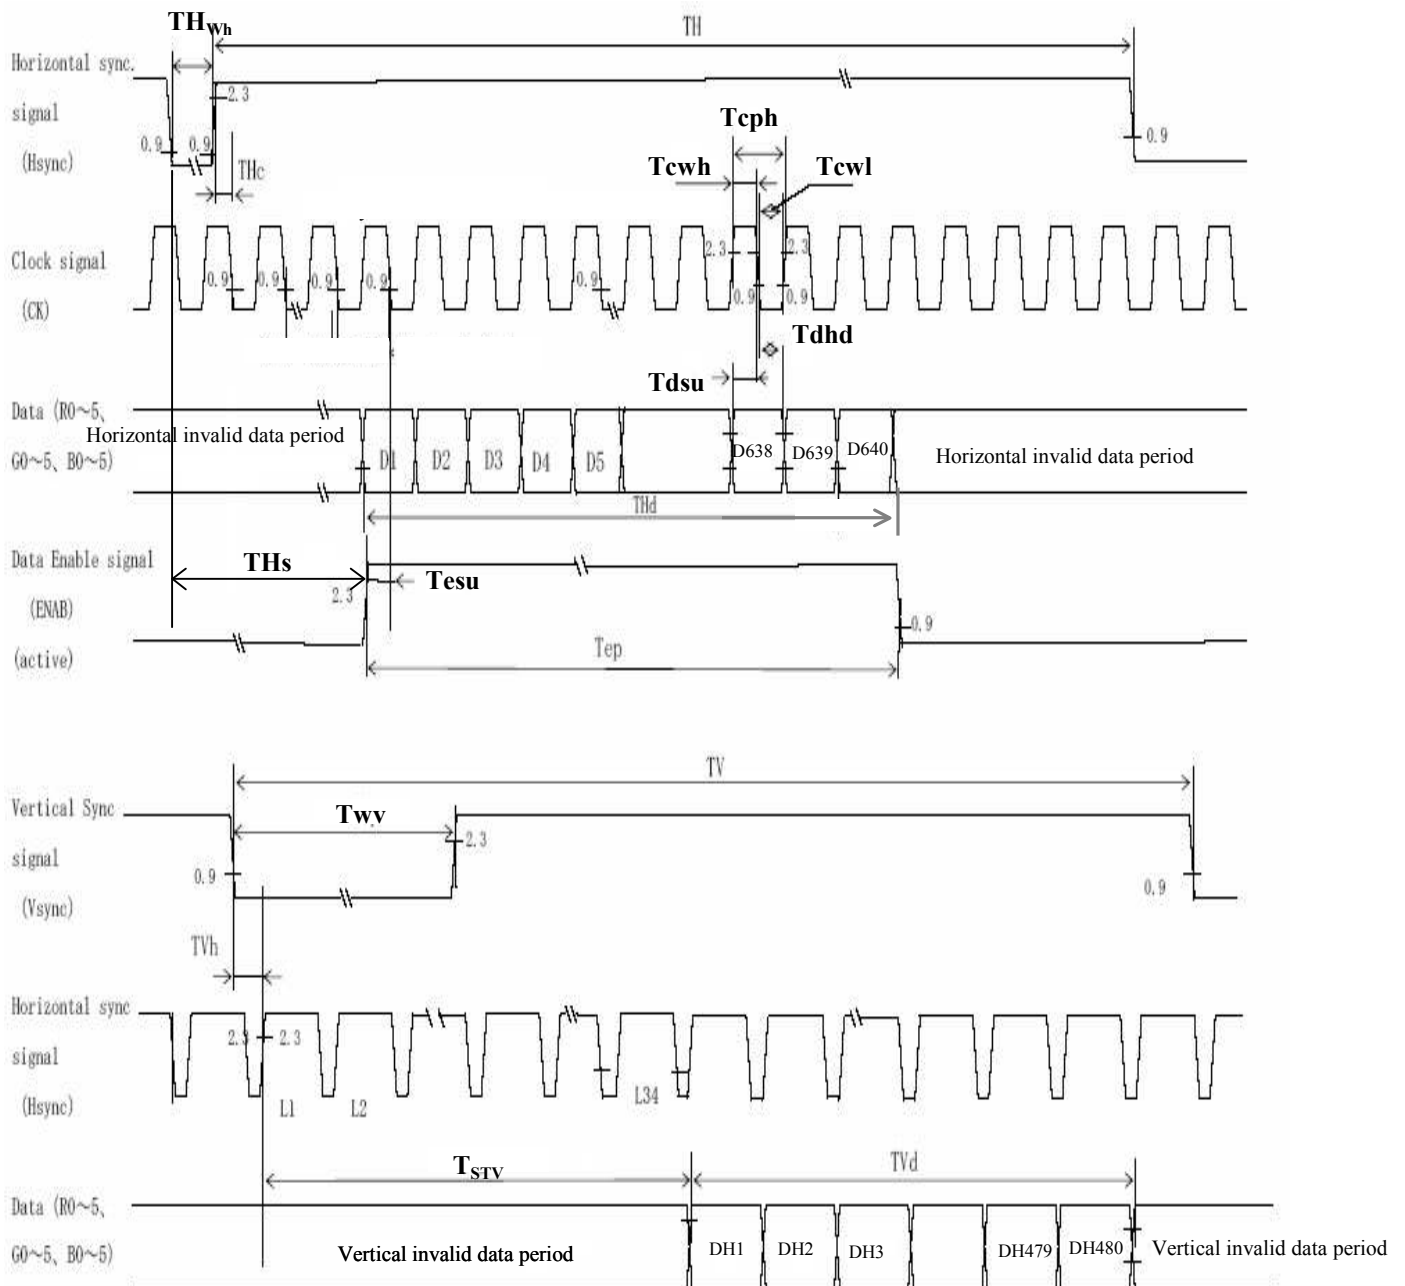 TH_Wh
TH
Horizontal sync.
signal
(Hsync)
2.3
0.9
0.9
0.9
THc
Tcph
Tcwh
Tcwl
Clock signal
(CK)
2.3
2.3
0.9
0.9
0.9
0.9
0.9
0.9
0.9
Tdhd
Tdsu
Data (R0～5、
G0～5、B0～5)
Horizontal invalid data period
D1
D2
D3
D4
D5
D638
D639
D640
Horizontal invalid data period
THd
Data Enable signal
(ENAB)
(active)
THs
2.3
Tesu
0.9
Tep
TV
Vertical Sync
signal
(Vsync)
Twv
2.3
0.9
0.9
TVh
Horizontal sync
signal
(Hsync)
2.3
2.3
L1
L2
L34
T_STV
TVd
Data (R0～5、
G0～5、B0～5)
Vertical invalid data period
DH1
DH2
DH3
DH479
DH480
Vertical invalid data period